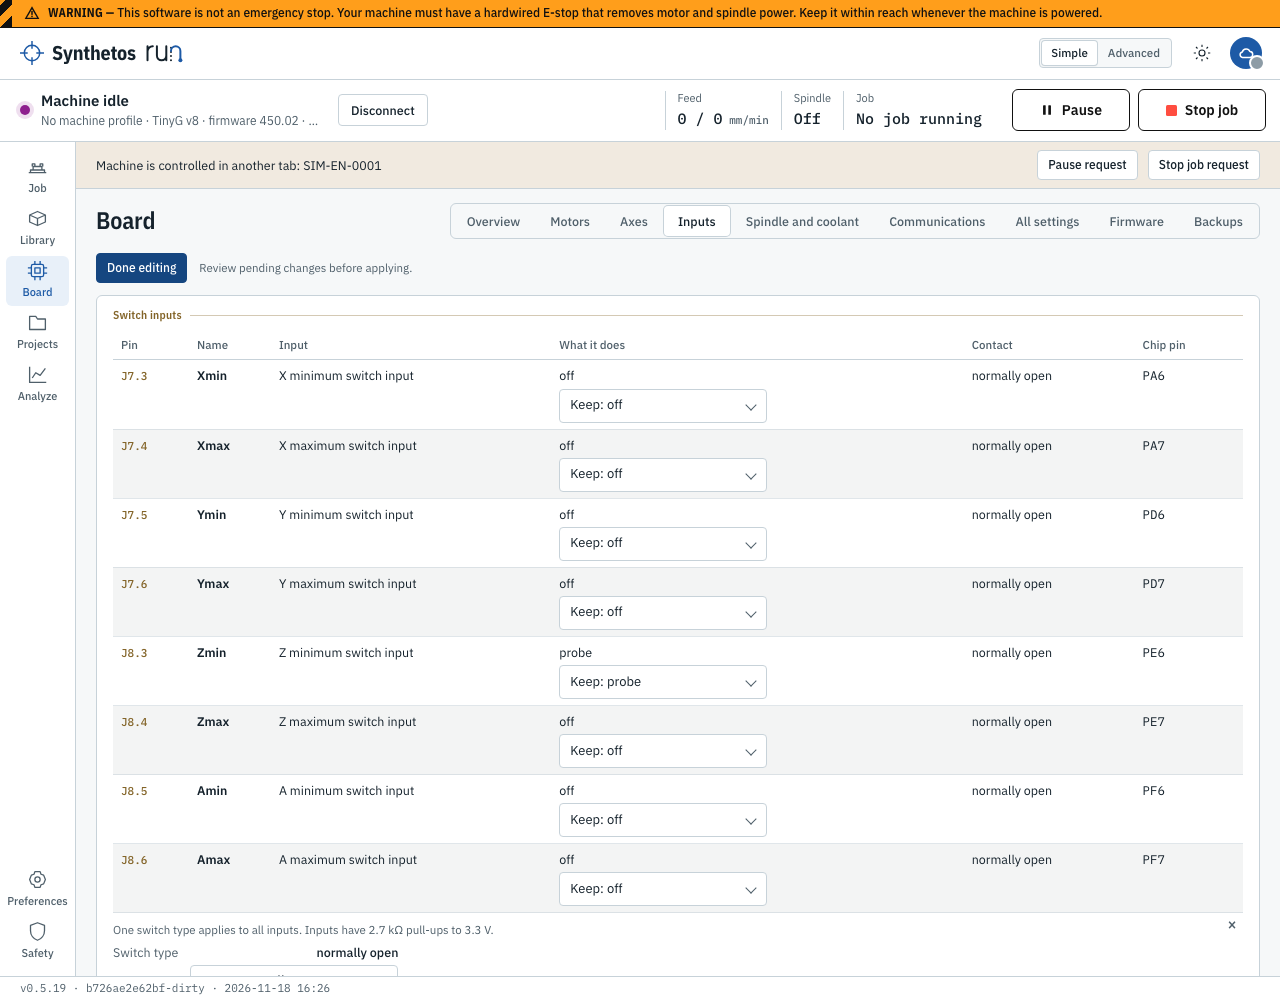 WARNING — This software is not an emergency stop. Your machine must have a hardwired E-stop that removes motor and spindle power. Keep it within reach whenever the machine is powered.
Synthetos run
Simple Advanced
Machine idle
No machine profile · TinyG v8 · firmware 450.02 · ...
Disconnect
Feed
0 / 0 mm/min
Spindle
Off
Job
No job running
Pause
Stop job
Job
Library
Board
Projects
Analyze
Preferences
Safety
Machine is controlled in another tab: SIM-EN-0001
Pause request
Stop job request
Board
Overview Motors Axes Inputs Spindle and coolant Communications All settings Firmware Backups
Done editing Review pending changes before applying.
Switch inputs
Pin Name Input What it does Contact Chip pin
J7.3 Xmin X minimum switch input off normally open PA6
Keep: off
J7.4 Xmax X maximum switch input off normally open PA7
Keep: off
J7.5 Ymin Y minimum switch input off normally open PD6
Keep: off
J7.6 Ymax Y maximum switch input off normally open PD7
Keep: off
J8.3 Zmin Z minimum switch input probe normally open PE6
Keep: probe
J8.4 Zmax Z maximum switch input off normally open PE7
Keep: off
J8.5 Amin A minimum switch input off normally open PF6
Keep: off
J8.6 Amax A maximum switch input off normally open PF7
Keep: off
One switch type applies to all inputs. Inputs have 2.7 kΩ pull-ups to 3.3 V.
Switch type normally open
v0.5.19 · b726ae2e62bf-dirty · 2026-11-18 16:26